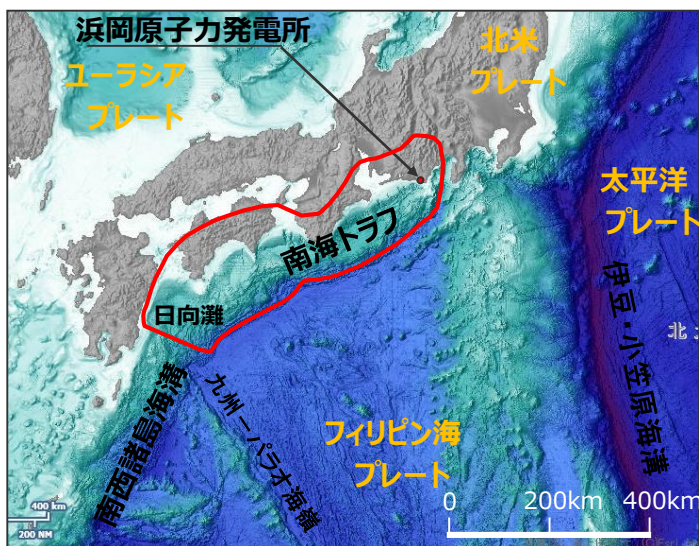 浜岡原子力発電所
北米
プレート
ユーラシア
プレート
太平洋
プレート
南海トラフ
日向灘
伊豆・小笠原海溝
北
南西諸島海溝
九州ーパラオ海嶺
フィリピン海
プレート
0 200km 400km
400 km
200 NM